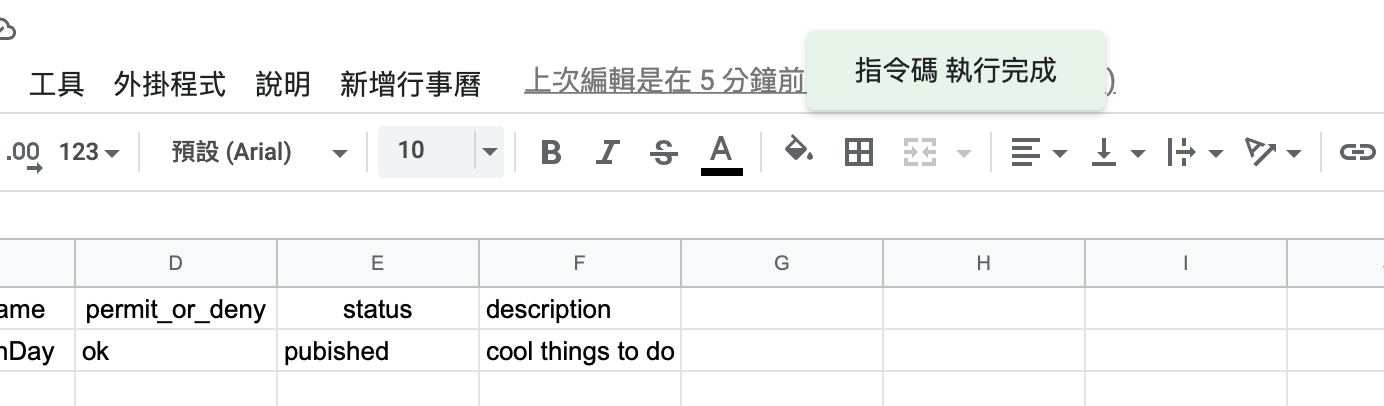 工具 外掛程式 說明 新增行事曆 上次編輯是在 5 分鐘前 指令碼 執行完成 )
.00 123 預設 (Arial) 10 B I S A
D E F G H I
ame permit_or_deny status description
nDay ok pubished cool things to do